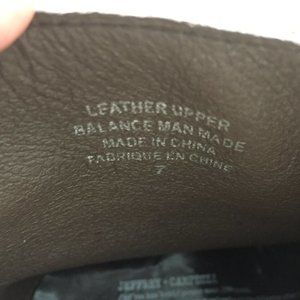 LEATHER UPPER
BALANCE MAN MADE
MADE IN CHINA
FABRIQUE EN CHINE
7
JEFFREY CAMPBELL